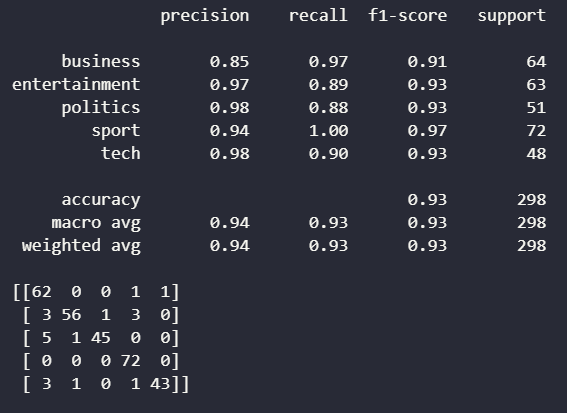 precision recall f1-score support
business 0.85 0.97 0.91 64
entertainment 0.97 0.89 0.93 63
politics 0.98 0.88 0.93 51
sport 0.94 1.00 0.97 72
tech 0.98 0.90 0.93 48
accuracy 0.93 298
macro avg 0.94 0.93 0.93 298
weighted avg 0.94 0.93 0.93 298
[[62 0 0 1 1]
[ 3 56 1 3 0]
[ 5 1 45 0 0]
[ 0 0 0 72 0]
[ 3 1 0 1 43]]